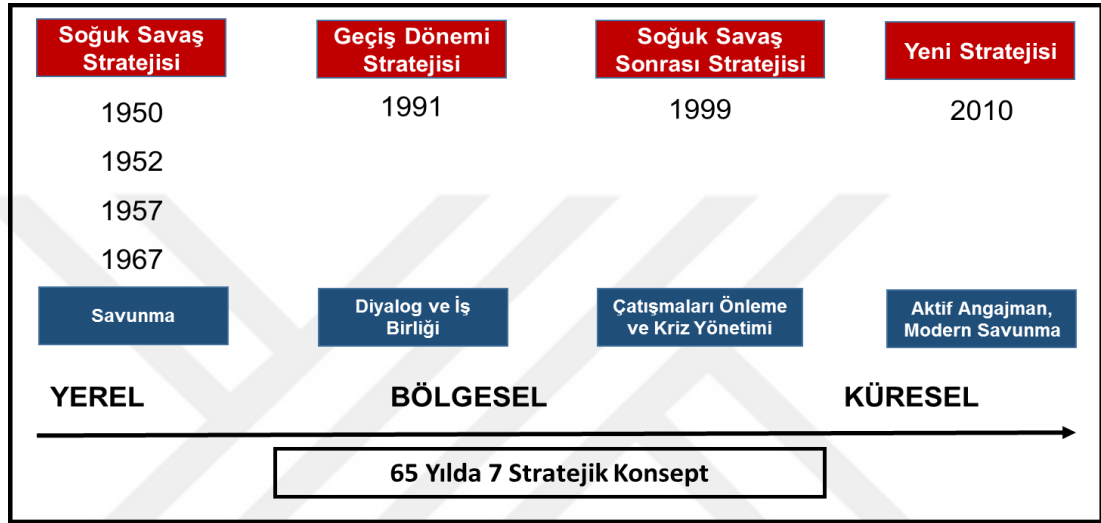 Soğuk Savaş
Stratejisi
Geçiş Dönemi
Stratejisi
Soğuk Savaş
Sonrası Stratejisi
Yeni Stratejisi
1950
1991
1999
2010
1952
1957
1967
Savunma
Diyalog ve İş
Birliği
Çatışmaları Önleme
ve Kriz Yönetimi
Aktif Angajman,
Modern Savunma
YEREL
BÖLGESEL
KÜRESEL
65 Yılda 7 Stratejik Konsept